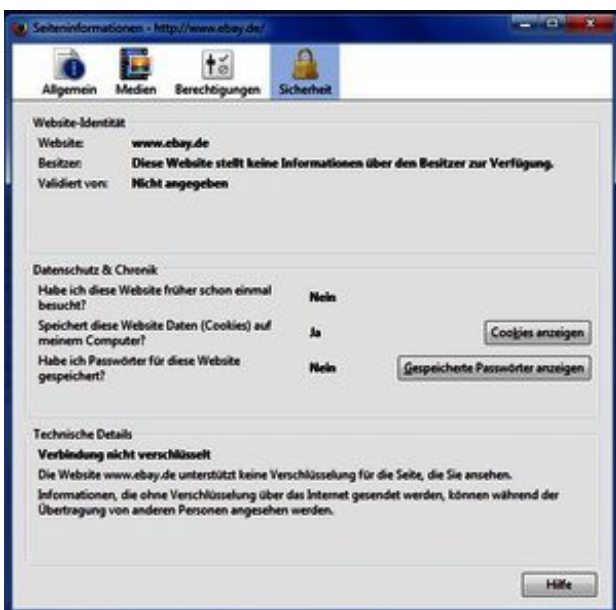 Seiteninformationen - http://www.ebay.de/
Allgemein Medien Berechtigungen Sicherheit
Website-Identität
Website: www.ebay.de
Besitzer: Diese Website stellt keine Informationen über den Besitzer zur Verfügung.
Validiert von: Nicht angegeben
Datenschutz & Chronik
Habe ich diese Website früher schon einmal
besucht? Nein
Speichert diese Website Daten (Cookies) auf
meinem Computer? Ja Cookies anzeigen
Habe ich Passwörter für diese Website
gespeichert? Nein Gespeicherte Passwörter anzeigen
Technische Details
Verbindung nicht verschlüsselt
Die Website www.ebay.de unterstützt keine Verschlüsselung für die Seite, die Sie ansehen.
Informationen, die ohne Verschlüsselung über das Internet gesendet werden, können während der
Übertragung von anderen Personen angesehen werden.
Hilfe